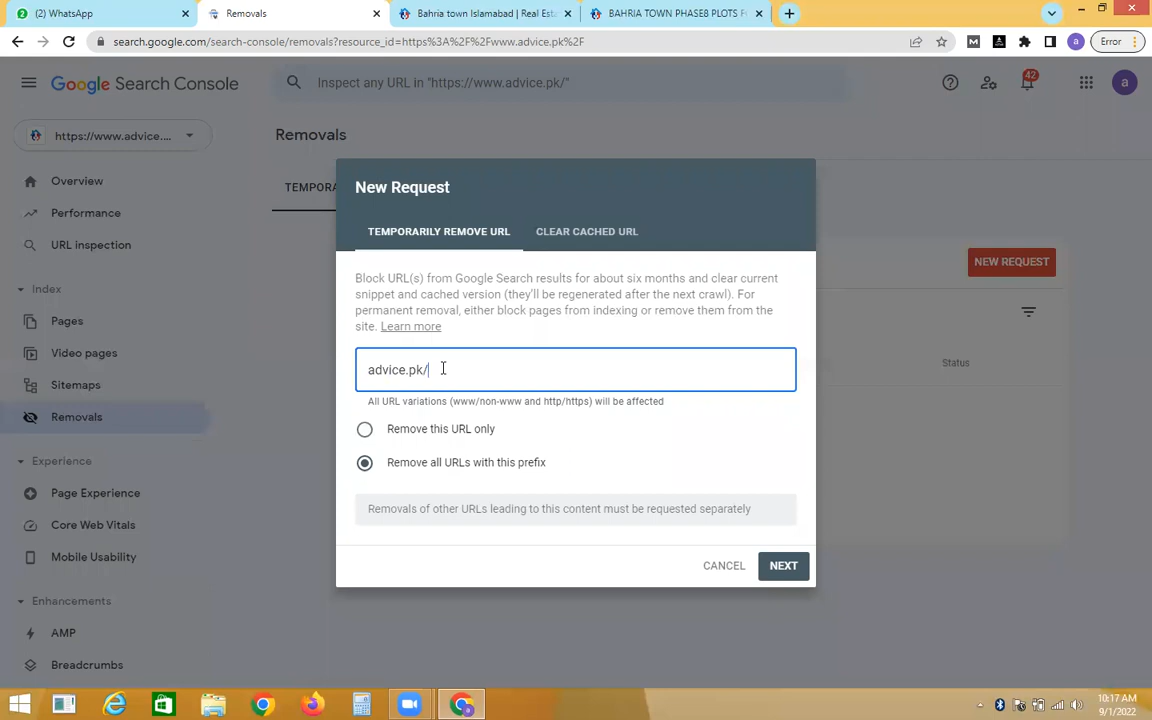 (2) WhatsApp
Removals
Bahria town Islamabad | Real Esta
BAHRIA TOWN PHASE8 PLOTS F
search.google.com/search-console/removals?resource_id=https%3A%2F%2Fwww.advice.pk%2F
M
a
Error
Google Search Console
Inspect any URL in "https://www.advice.pk/"
42
a
https://www.advice....
Removals
Overview
TEMPORA
New Request
Performance
TEMPORARILY REMOVE URL
CLEAR CACHED URL
URL inspection
NEW REQUEST
Index
Block URL(s) from Google Search results for about six months and clear current
snippet and cached version (they'll be regenerated after the next crawl). For
permanent removal, either block pages from indexing or remove them from the
site. Learn more
Pages
Video pages
Status
advice.pk/
Sitemaps
All URL variations (www/non-www and http/https) will be affected
Removals
Remove this URL only
Experience
Remove all URLs with this prefix
Page Experience
Removals of other URLs leading to this content must be requested separately
Core Web Vitals
Mobile Usability
CANCEL
NEXT
Enhancements
AMP
Breadcrumbs
10:17 AM
9/1/2022